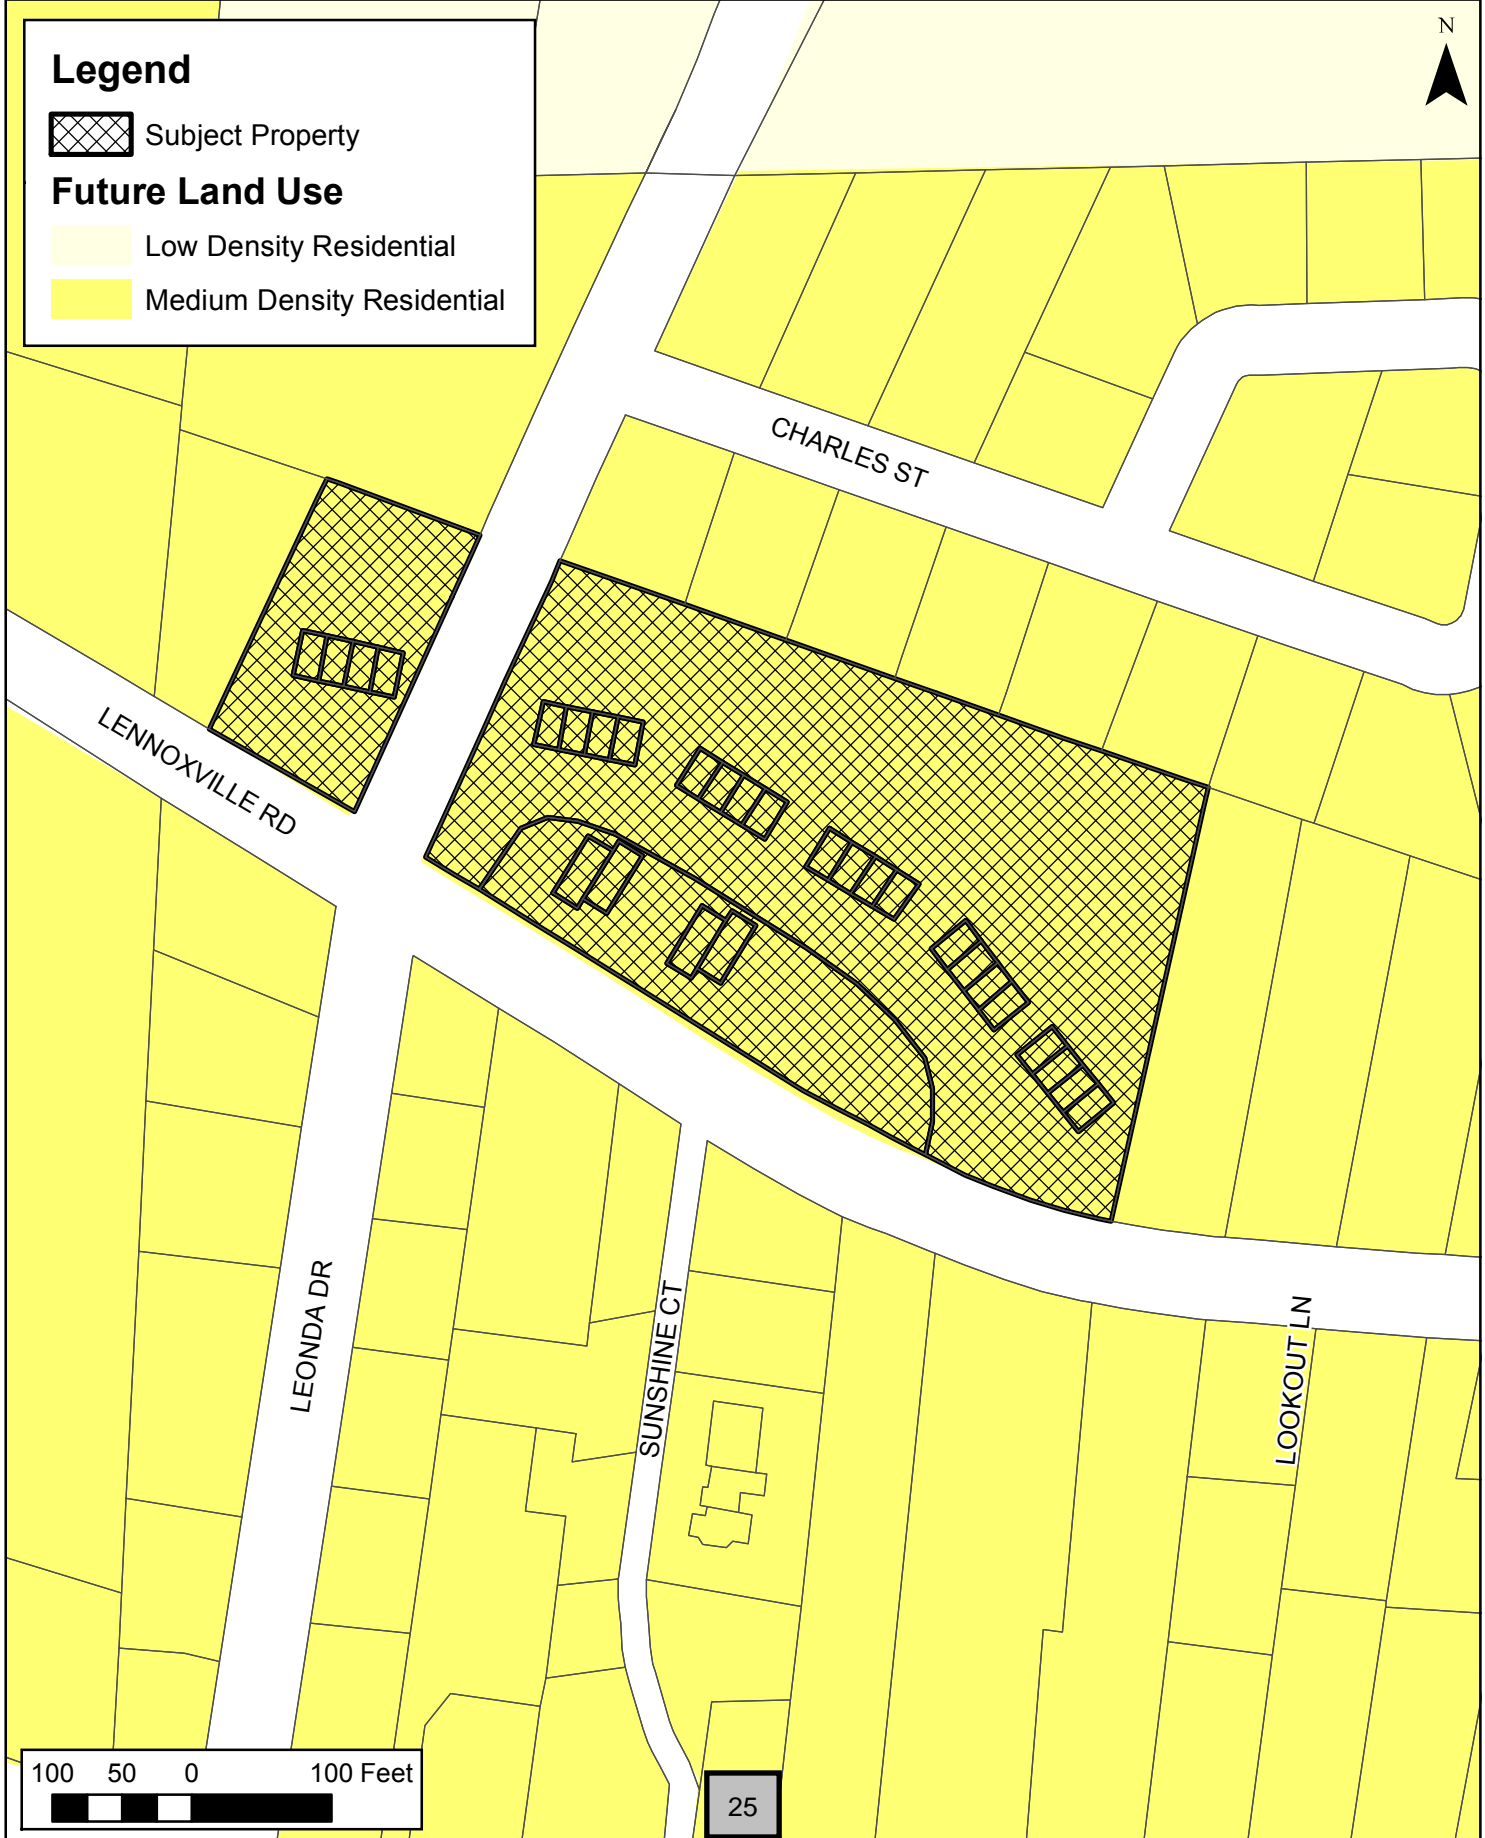 N
Legend
Subject Property
Future Land Use
Low Density Residential
Medium Density Residential
CHARLES ST
LENNOXVILLE RD
LEONDA DR
SUNSHINE CT
LOOKOUT LN
100 50 0 100 Feet
25